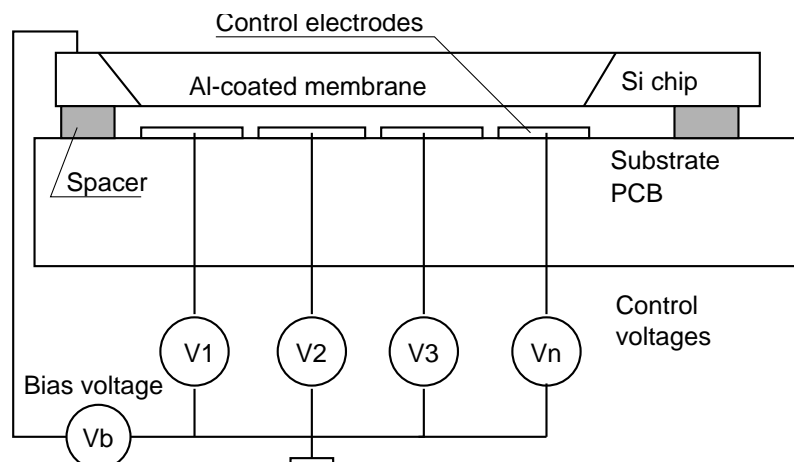 Control electrodes
Al-coated membrane
Si chip
Spacer
Substrate
PCB
V1
V2
V3
Vn
Control
voltages
Bias voltage
Vb